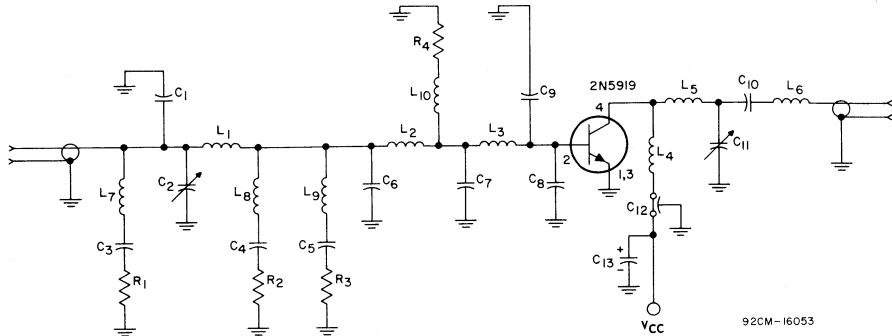 R4
C1
L10
C9
2N5919
4
L5
C10
L6
L1
L2
L3
2
1,3
L4
C11
L7
C2
L8
L9
C6
C7
C8
C12
C3
C4
C5
C13
+
−
R1
R2
R3
VCC
92CM-16053